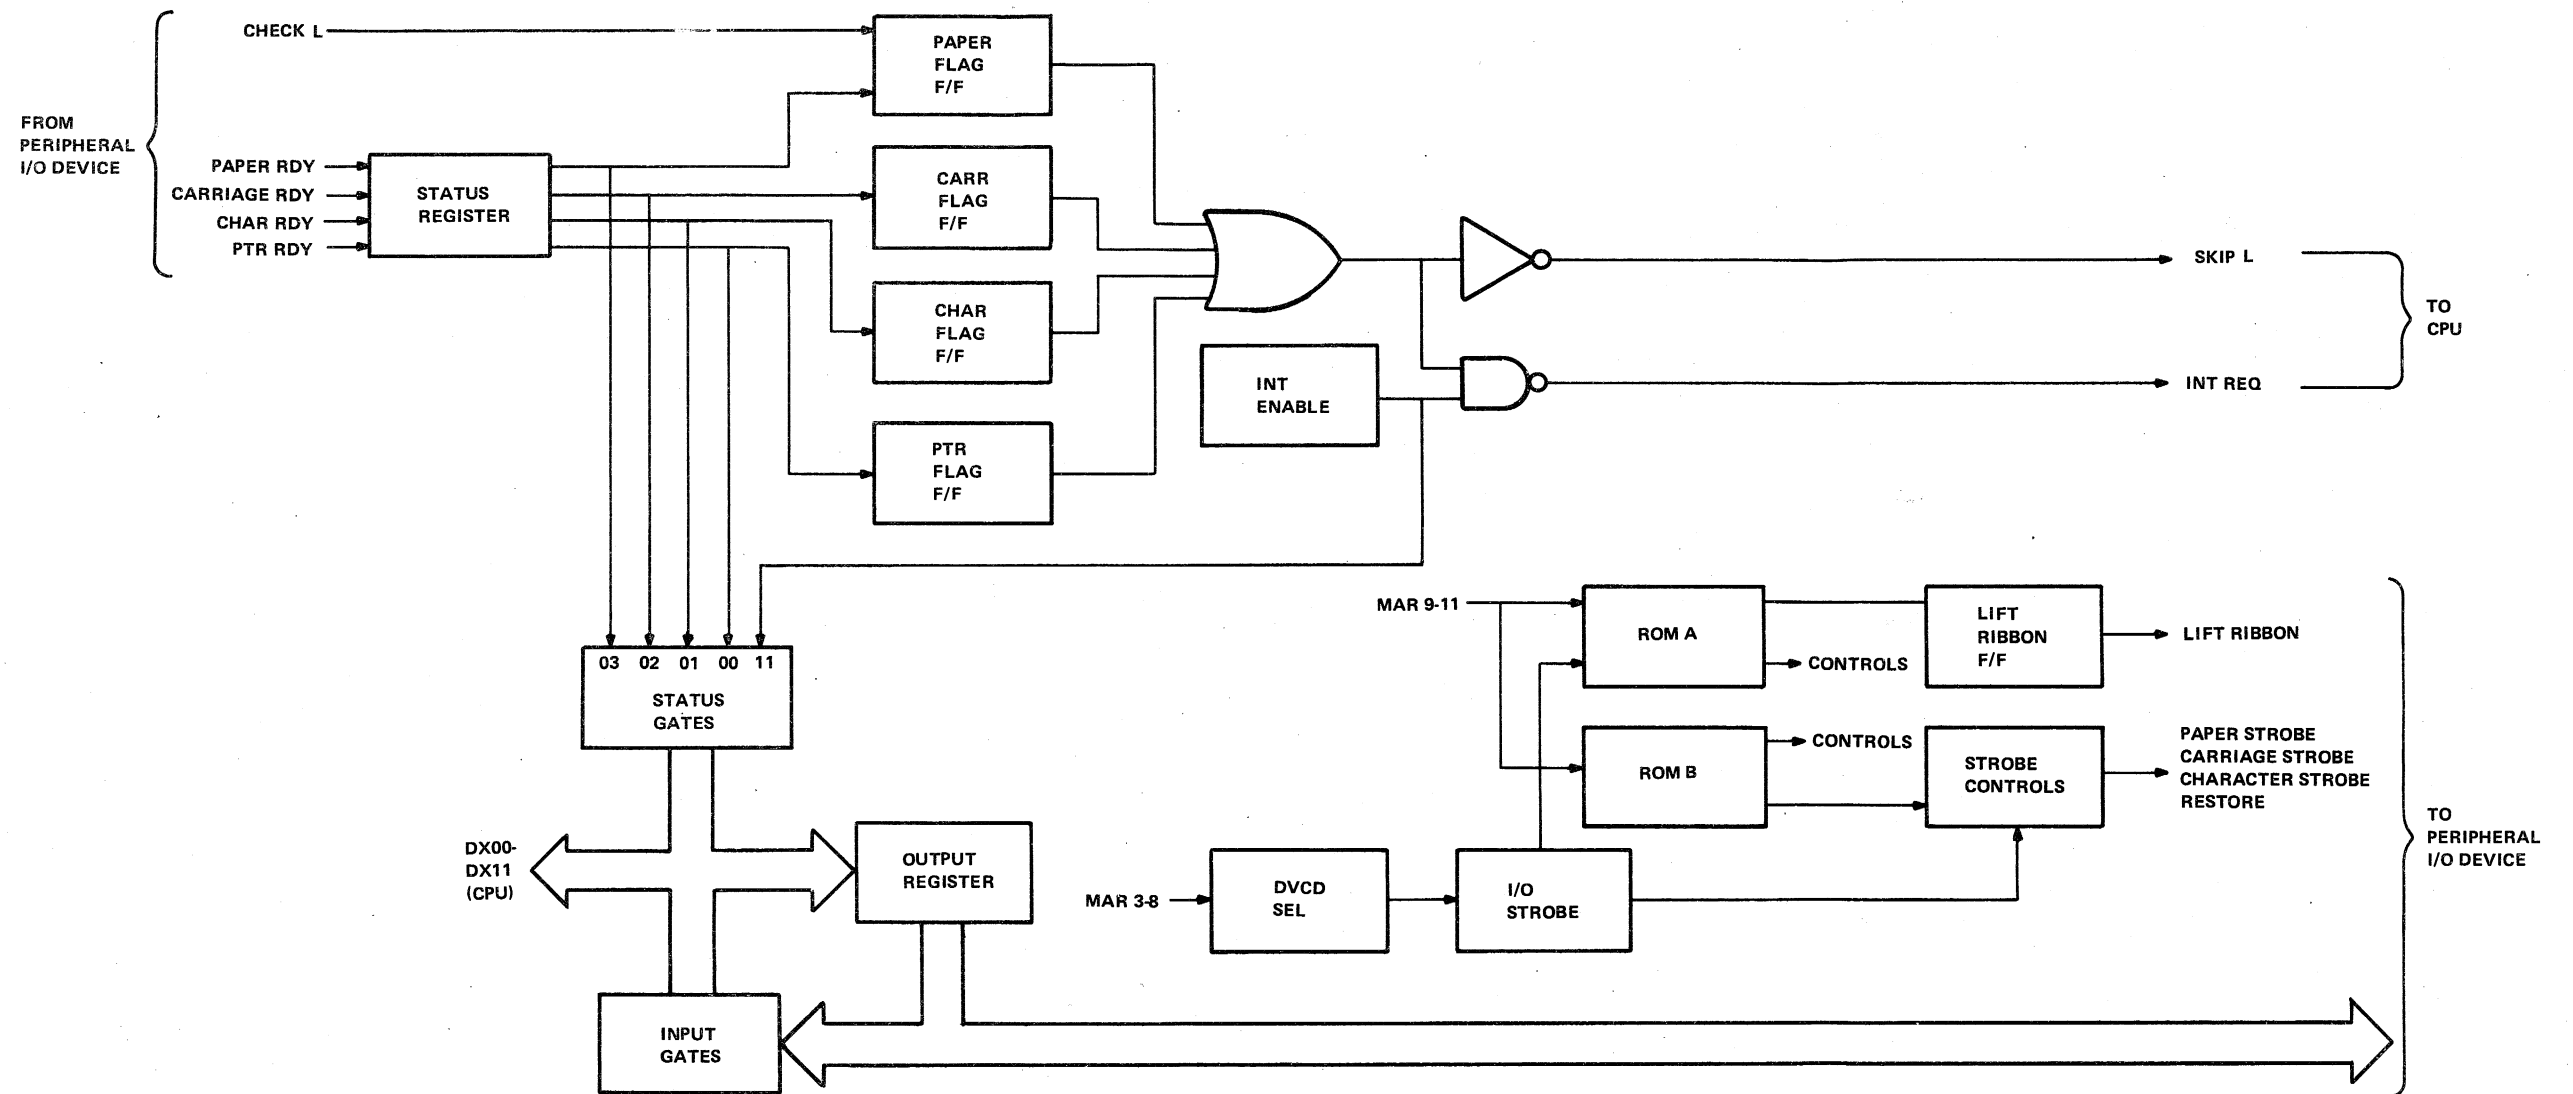 CHECK L
FROM
PERIPHERAL
I/O DEVICE
PAPER RDY
CARRIAGE RDY
CHAR RDY
PTR RDY
STATUS
REGISTER
PAPER
FLAG
F/F
CARR
FLAG
F/F
CHAR
FLAG
F/F
PTR
FLAG
F/F
INT
ENABLE
SKIP L
INT REQ
TO
CPU
03 02 01 00 11
STATUS
GATES
MAR 9-11
ROM A
CONTROLS
LIFT
RIBBON
F/F
LIFT RIBBON
ROM B
CONTROLS
STROBE
CONTROLS
PAPER STROBE
CARRIAGE STROBE
CHARACTER STROBE
RESTORE
TO
PERIPHERAL
I/O DEVICE
DX00-
DX11
(CPU)
OUTPUT
REGISTER
MAR 3-8
DVCD
SEL
I/O
STROBE
INPUT
GATES